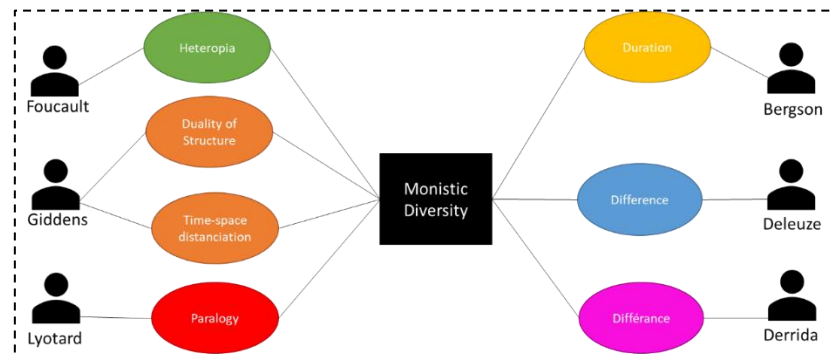 Heteropia
Foucault
Duality of
Structure
Giddens
Time-space
distanciation
Lyotard
Paralogy
Monistic
Diversity
Duration
Bergson
Difference
Deleuze
Différance
Derrida